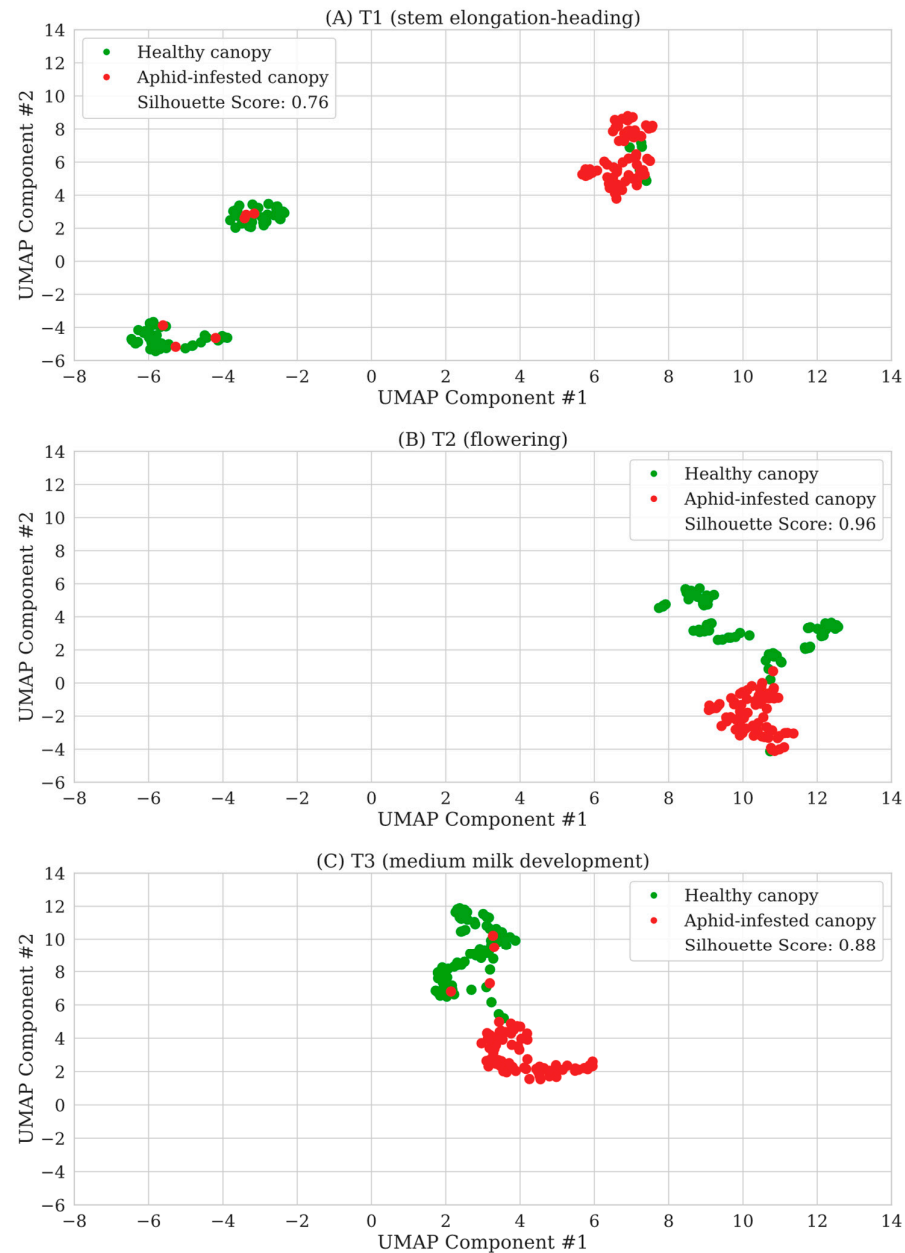 (A) T1 (stem elongation-heading)
14
12
10
8
6
4
2
0
−2
−4
−6
UMAP Component #2
Healthy canopy
Aphid-infested canopy
Silhouette Score: 0.76
−8 −6 −4 −2 0 2 4 6 8 10 12 14
UMAP Component #1
(B) T2 (flowering)
14
12
10
8
6
4
2
0
−2
−4
−6
UMAP Component #2
Healthy canopy
Aphid-infested canopy
Silhouette Score: 0.96
−8 −6 −4 −2 0 2 4 6 8 10 12 14
UMAP Component #1
(C) T3 (medium milk development)
14
12
10
8
6
4
2
0
−2
−4
−6
UMAP Component #2
Healthy canopy
Aphid-infested canopy
Silhouette Score: 0.88
−8 −6 −4 −2 0 2 4 6 8 10 12 14
UMAP Component #1